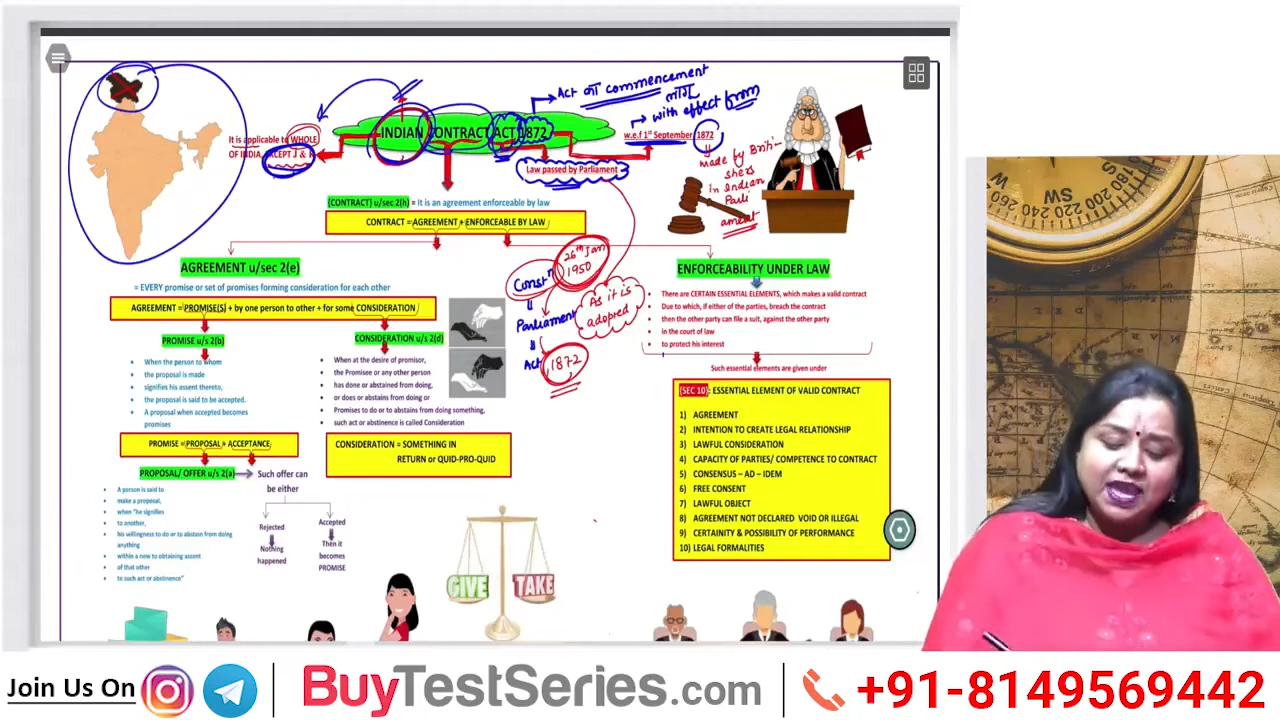 Act का commencement
with effect from
INDIAN CONTRACT ACT 1872
w.e.f 1st September 1872
It is applicable to WHOLE
OF INDIA, EXCEPT J & K
Law passed by Parliament
made by Briti-
shers
in Indian
Parli
ament
(CONTRACT) u/sec 2(h) = It is an agreement enforceable by law
CONTRACT = AGREEMENT + ENFORCEABLE BY LAW
AGREEMENT u/sec 2(e)
= EVERY promise or set of promises forming consideration for each other
AGREEMENT = PROMISE(S) + by one person to other + for some CONSIDERATION
PROMISE u/s 2(b)
• When the person to whom
• the proposal is made
• signifies his assent thereto,
• the proposal is said to be accepted.
• A proposal when accepted becomes
• promises
PROMISE = PROPOSAL + ACCEPTANCE
PROPOSAL/ OFFER u/s 2(a)
Such offer can
be either
Rejected
Nothing
happened
Accepted
Then it
becomes
PROMISE
• A person is said to
• make a proposal,
• when "he signifies
• to another,
• his willingness to do or to abstain from doing
anything
• within a new to obtaining assent
• of that other
• to such act or abstinence"
CONSIDERATION u/s 2(d)
• When at the desire of promisor,
• the Promisee or any other person
• has done or abstained from doing,
• or does or abstains from doing or
• Promises to do or to abstains from doing something,
• such act or abstinence is called Consideration
CONSIDERATION = SOMETHING IN
RETURN or QUID-PRO-QUID
26th Jan
1950
Constn
Parliament
Act 1872
As it is
adopred
GIVE
TAKE
ENFORCEABILITY UNDER LAW
• There are CERTAIN ESSENTIAL ELEMENTS, which makes a valid contract
• Due to which, if either of the parties, breach the contract
• then the other party can file a suit, against the other party
• in the court of law
• to protect his interest
Such essential elements are given under
(SEC 10): ESSENTIAL ELEMENT OF VALID CONTRACT
1) AGREEMENT
2) INTENTION TO CREATE LEGAL RELATIONSHIP
3) LAWFUL CONSIDERATION
4) CAPACITY OF PARTIES/ COMPETENCE TO CONTRACT
5) CONSENSUS – AD – IDEM
6) FREE CONSENT
7) LAWFUL OBJECT
8) AGREEMENT NOT DECLARED VOID OR ILLEGAL
9) CERTAINITY & POSSIBILITY OF PERFORMANCE
10) LEGAL FORMALITIES
SW
180
Join Us On
BuyTestSeries.com
+91-8149569442